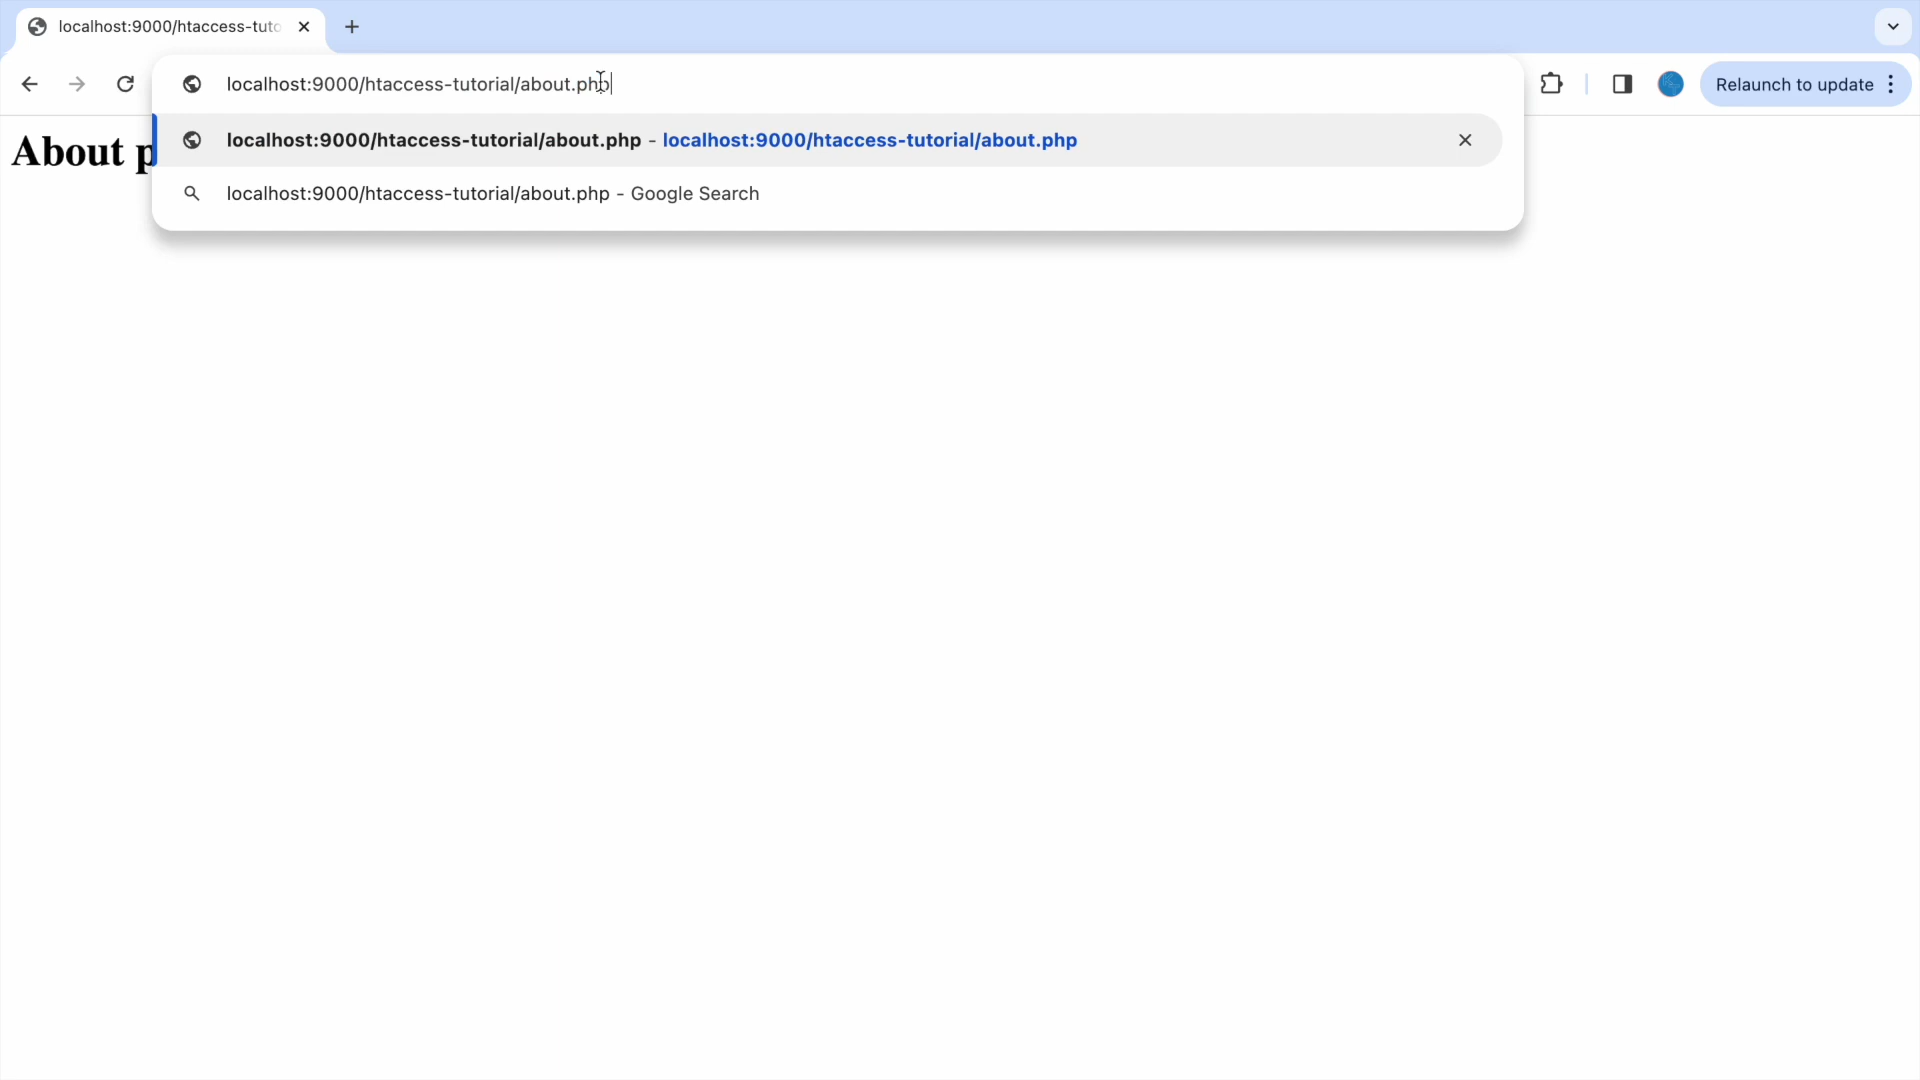 localhost:9000/htaccess-tuto
localhost:9000/htaccess-tutorial/about.php
Relaunch to update
localhost:9000/htaccess-tutorial/about.php - localhost:9000/htaccess-tutorial/about.php
About p
localhost:9000/htaccess-tutorial/about.php - Google Search